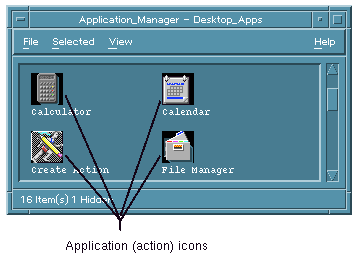 Application_Manager - Desktop_Apps
File Selected View Help
Calculator Calendar
Create Action File Manager
16 Item(s) 1 Hidden
Application (action) icons